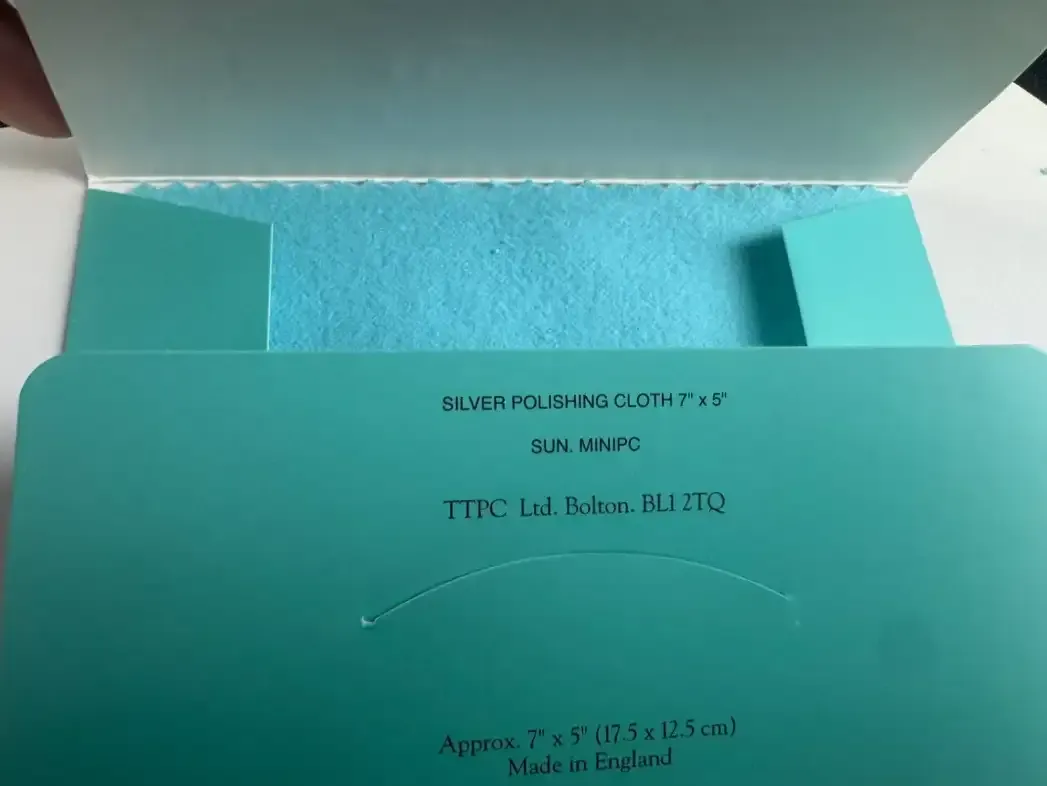 SILVER POLISHING CLOTH 7" x 5"
SUN. MINIPC
TTPC Ltd. Bolton. BL1 2TQ
Approx. 7" x 5" (17.5 x 12.5 cm)
Made in England